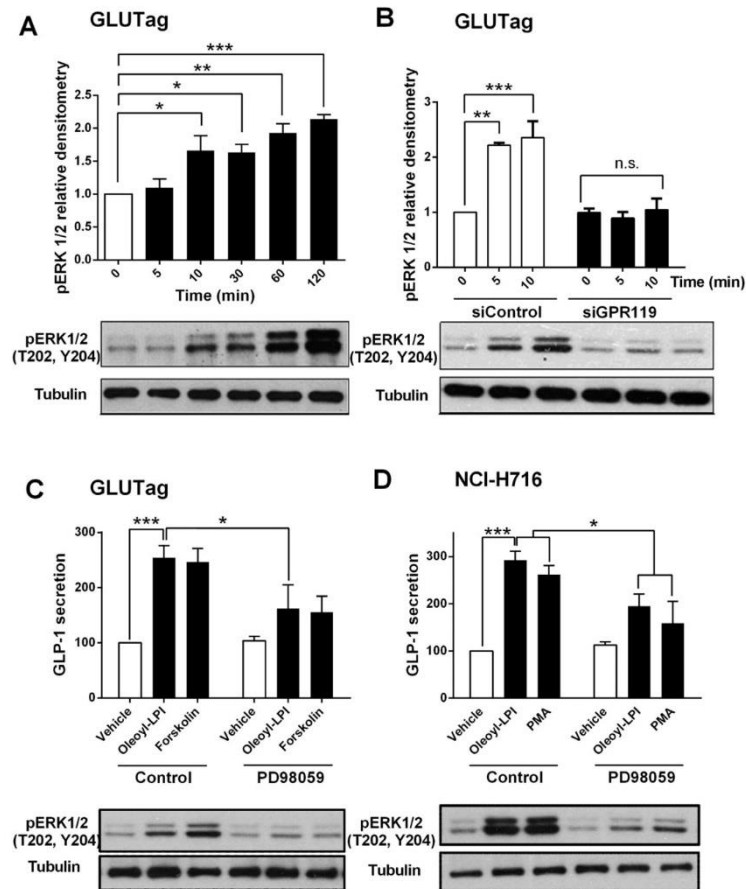 A
GLUTag
***
**
*
*
pERK 1/2 relative densitometry
2.5
2.0
1.5
1.0
0.5
0.0
0 5 10 30 60 120
Time (min)
pERK1/2
(T202, Y204)
Tubulin
B
GLUTag
***
**
n.s.
pERK 1/2 relative densitometry
3
2
1
0
0 5 10 0 5 10 Time (min)
siControl siGPR119
pERK1/2
(T202, Y204)
Tubulin
C
GLUTag
*** *
GLP-1 secretion
300
200
100
0
Vehicle Oleoyl-LPI Forskolin Vehicle Oleoyl-LPI Forskolin
Control PD98059
pERK1/2
(T202, Y204)
Tubulin
D
NCI-H716
*** *
GLP-1 secretion
300
200
100
0
Vehicle Oleoyl-LPI PMA Vehicle Oleoyl-LPI PMA
Control PD98059
pERK1/2
(T202, Y204)
Tubulin